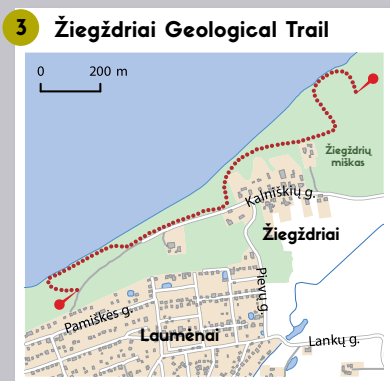 3 Žiegždriai Geological Trail
0 200 m
Žiegždrių
miškas
Kalniškių g.
Žiegždriai
Pievų g.
Pamiškės g.
Laumėnai
Lankų g.